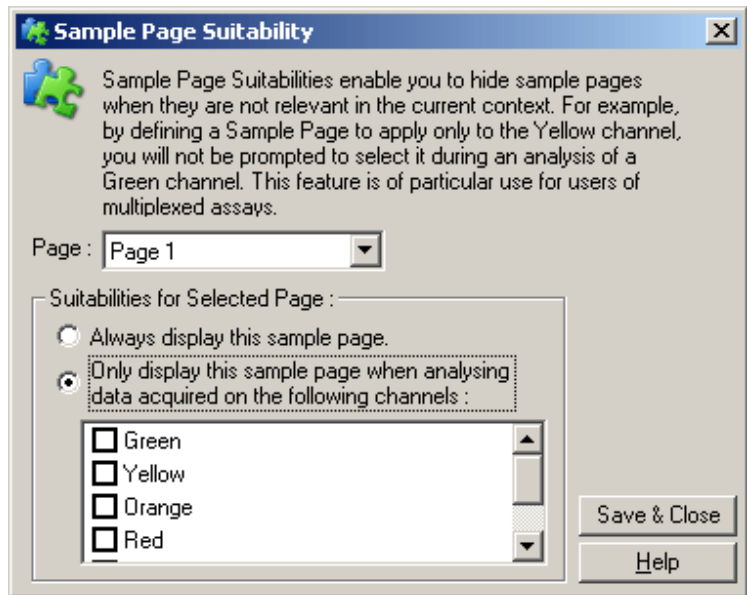 Sample Page Suitability
Sample Page Suitabilities enable you to hide sample pages
when they are not relevant in the current context. For example,
by defining a Sample Page to apply only to the Yellow channel,
you will not be prompted to select it during an analysis of a
Green channel. This feature is of particular use for users of
multiplexed assays.
Page : Page 1
Suitabilities for Selected Page :
Always display this sample page.
Only display this sample page when analysing
data acquired on the following channels :
Green
Yellow
Orange
Red
Save & Close
Help